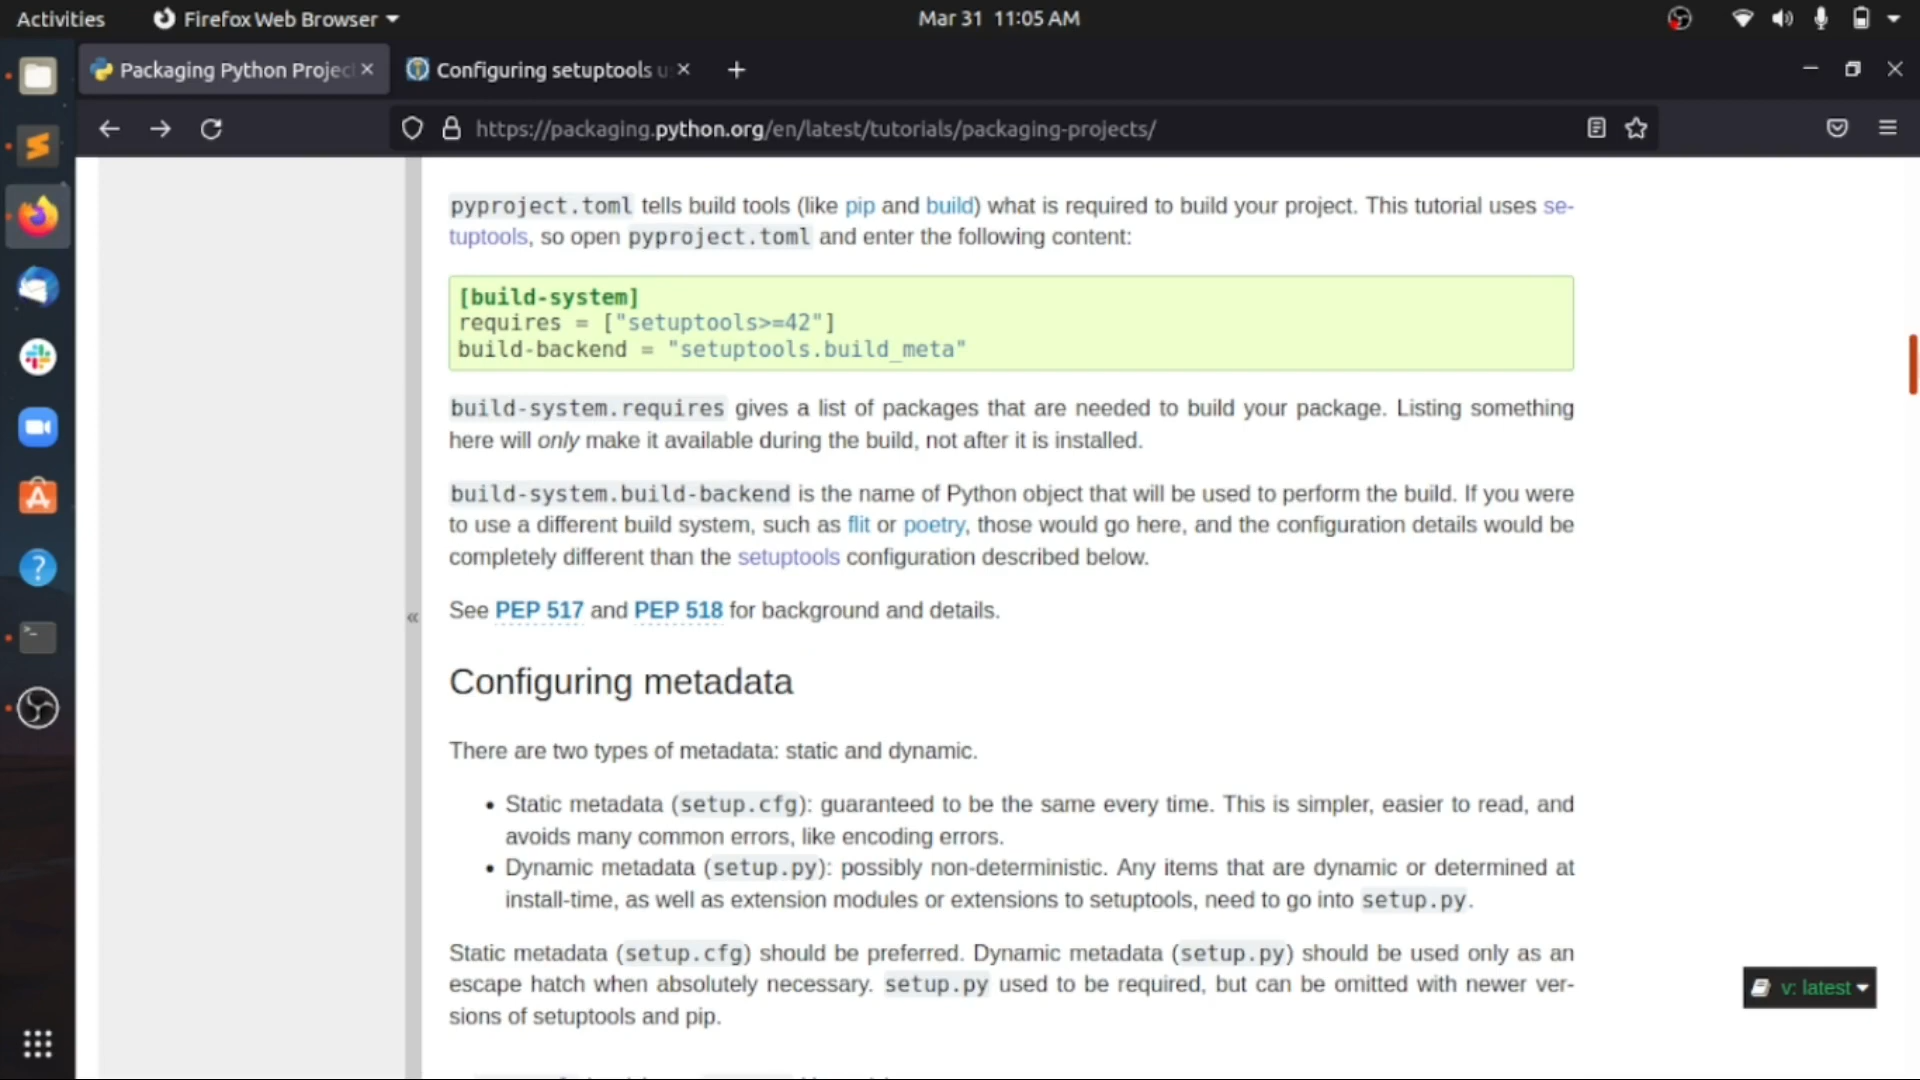 Activities
Firefox Web Browser
Mar 31 11:05 AM
Packaging Python Projec
Configuring setuptools u
https://packaging.python.org/en/latest/tutorials/packaging-projects/
pyproject.toml tells build tools (like pip and build) what is required to build your project. This tutorial uses se-
tuptools, so open pyproject.toml and enter the following content:
[build-system]
requires = ["setuptools>=42"]
build-backend = "setuptools.build_meta"
build-system.requires gives a list of packages that are needed to build your package. Listing something
here will only make it available during the build, not after it is installed.
build-system.build-backend is the name of Python object that will be used to perform the build. If you were
to use a different build system, such as flit or poetry, those would go here, and the configuration details would be
completely different than the setuptools configuration described below.
See PEP 517 and PEP 518 for background and details.
«
Configuring metadata
There are two types of metadata: static and dynamic.
• Static metadata (setup.cfg): guaranteed to be the same every time. This is simpler, easier to read, and
avoids many common errors, like encoding errors.
• Dynamic metadata (setup.py): possibly non-deterministic. Any items that are dynamic or determined at
install-time, as well as extension modules or extensions to setuptools, need to go into setup.py.
Static metadata (setup.cfg) should be preferred. Dynamic metadata (setup.py) should be used only as an
escape hatch when absolutely necessary. setup.py used to be required, but can be omitted with newer ver-
sions of setuptools and pip.
v: latest